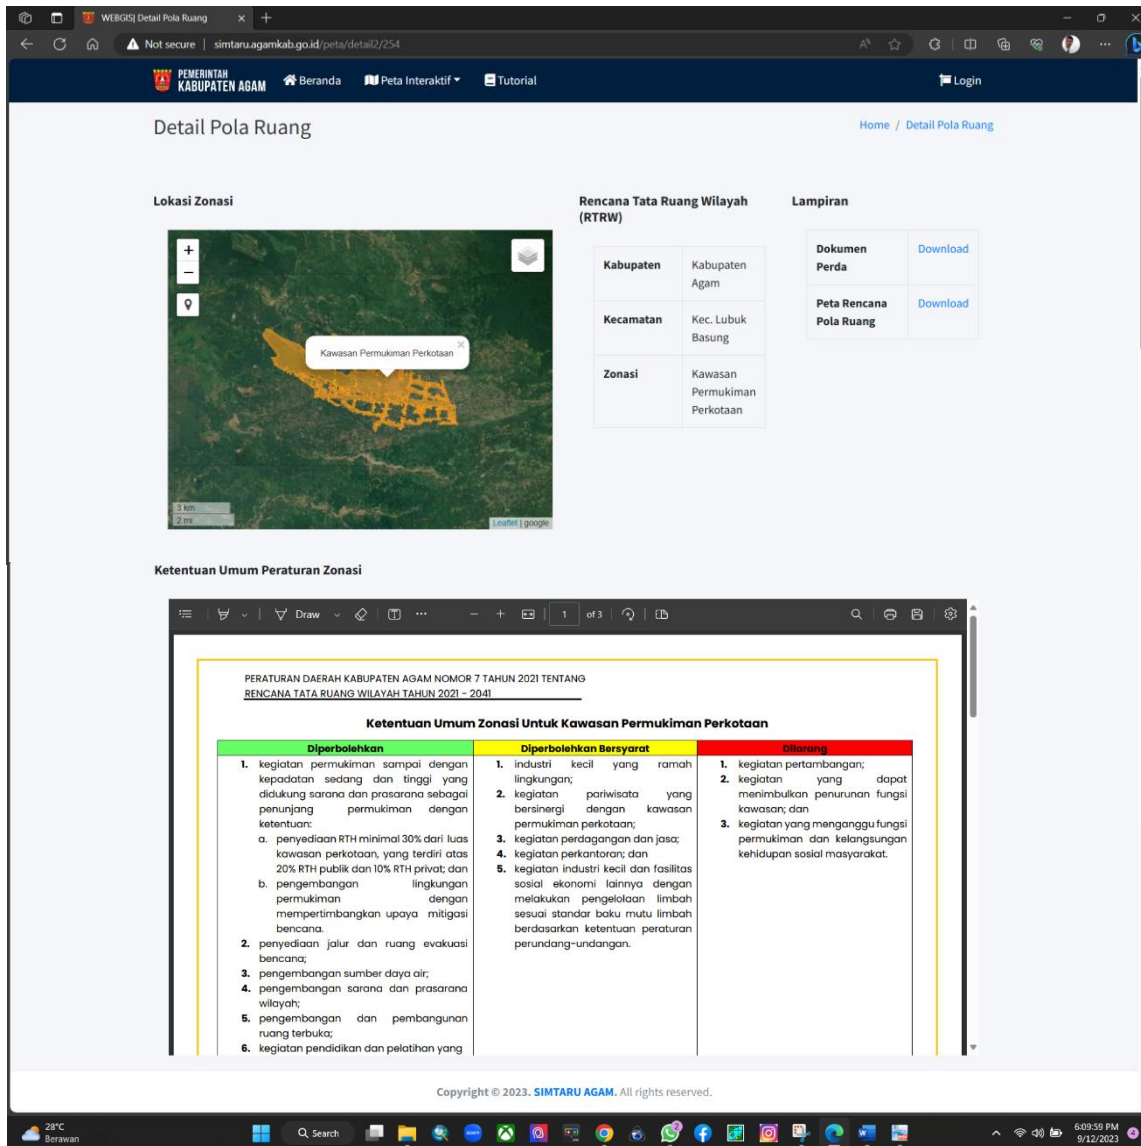 WEBGIS| Detail Pola Ruang
Not secure | simtaru.agamkab.go.id/peta/detail2/254
PEMERINTAH
KABUPATEN AGAM
Beranda
Peta Interaktif
Tutorial
Login
Detail Pola Ruang
Home / Detail Pola Ruang
Lokasi Zonasi
+
−
Kawasan Permukiman Perkotaan ×
3 km
2 mi
Leaflet | google
Rencana Tata Ruang Wilayah
(RTRW)
Kabupaten
Kabupaten
Agam
Kecamatan
Kec. Lubuk
Basung
Zonasi
Kawasan
Permukiman
Perkotaan
Lampiran
Dokumen
Perda
Download
Peta Rencana
Pola Ruang
Download
Ketentuan Umum Peraturan Zonasi
Draw
1 of 3
PERATURAN DAERAH KABUPATEN AGAM NOMOR 7 TAHUN 2021 TENTANG
RENCANA TATA RUANG WILAYAH TAHUN 2021 - 2041
Ketentuan Umum Zonasi Untuk Kawasan Permukiman Perkotaan
Diperbolehkan
1. kegiatan permukiman sampai dengan
kepadatan sedang dan tinggi yang
didukung sarana dan prasarana sebagai
penunjang permukiman dengan
ketentuan:
a. penyediaan RTH minimal 30% dari luas
kawasan perkotaan, yang terdiri atas
20% RTH publik dan 10% RTH privat; dan
b. pengembangan lingkungan
permukiman dengan
mempertimbangkan upaya mitigasi
bencana.
2. penyediaan jalur dan ruang evakuasi
bencana;
3. pengembangan sumber daya air;
4. pengembangan sarana dan prasarana
wilayah;
5. pengembangan dan pembangunan
ruang terbuka;
6. kegiatan pendidikan dan pelatihan yang
Diperbolehkan Bersyarat
1. industri kecil yang ramah
lingkungan;
2. kegiatan pariwisata yang
bersinergi dengan kawasan
permukiman perkotaan;
3. kegiatan perdagangan dan jasa;
4. kegiatan perkantoran; dan
5. kegiatan industri kecil dan fasilitas
sosial ekonomi lainnya dengan
melakukan pengelolaan limbah
sesuai standar baku mutu limbah
berdasarkan ketentuan peraturan
perundang-undangan.
Dilarang
1. kegiatan pertambangan;
2. kegiatan yang dapat
menimbulkan penurunan fungsi
kawasan; dan
3. kegiatan yang menganggu fungsi
permukiman dan kelangsungan
kehidupan sosial masyarakat.
Copyright © 2023. SIMTARU AGAM. All rights reserved.
28°C
Berawan
Search
6:09:59 PM
9/12/2023